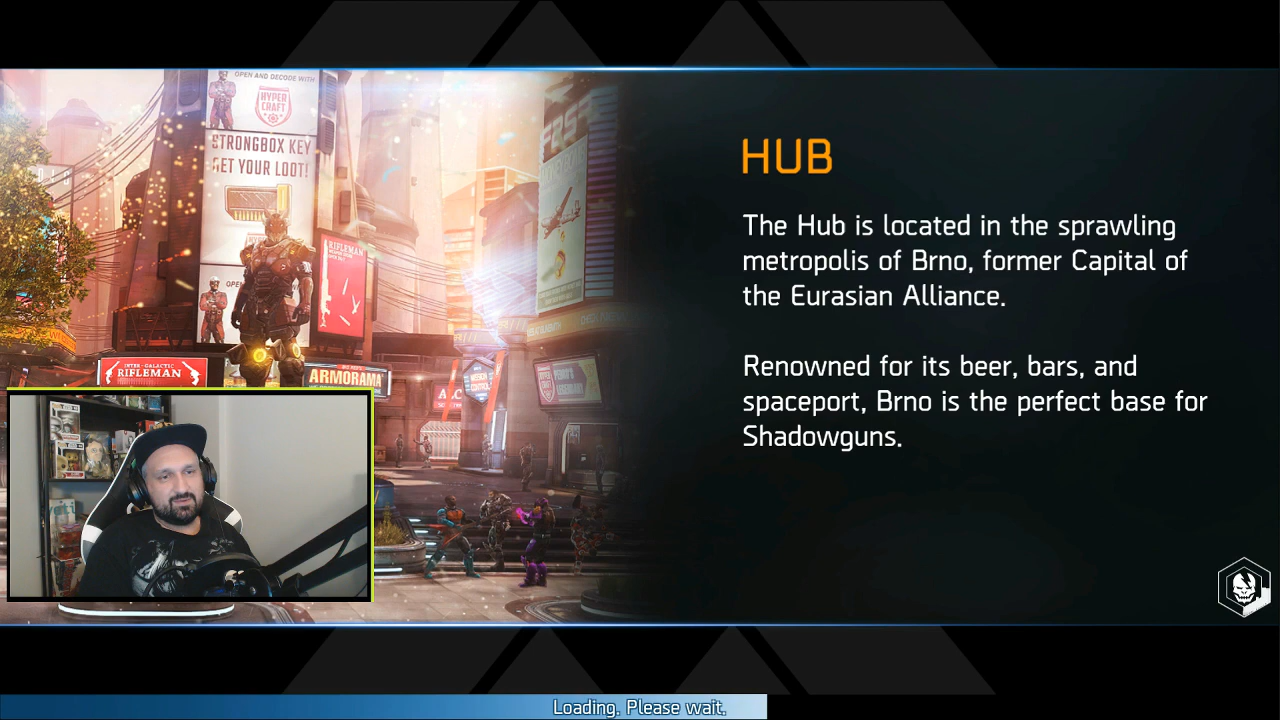 OPEN AND DECODE WITH
HYPER
CRAFT
STRONGBOX KEY
GET YOUR LOOT!
RIFLEMAN
INTER-GALACTIC
RIFLEMAN
ARMORAMA
MISSION
CONTROL
HUB
The Hub is located in the sprawling
metropolis of Brno, former Capital of
the Eurasian Alliance.
Renowned for its beer, bars, and
spaceport, Brno is the perfect base for
Shadowguns.
Loading. Please wait.